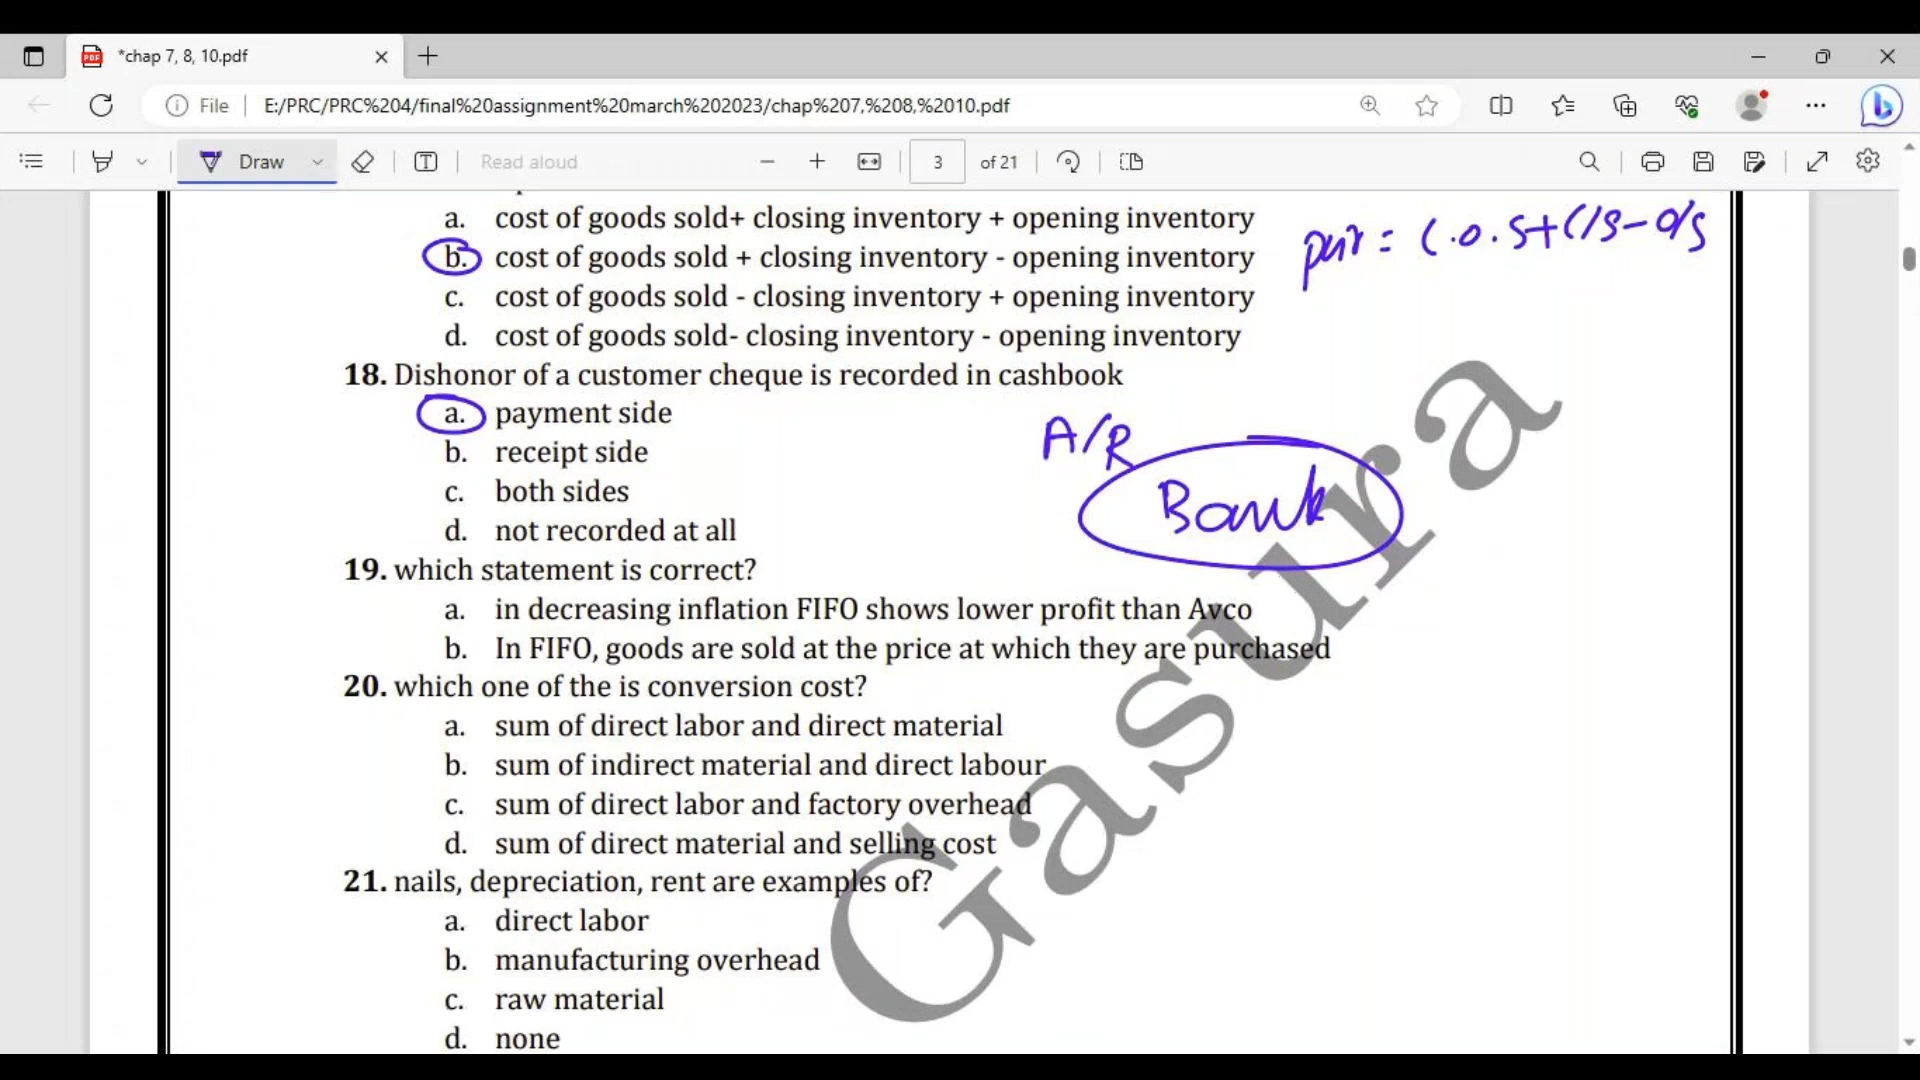 *chap 7, 8, 10.pdf
File
E:/PRC/PRC%204/final%20assignment%20march%202023/chap%207,%208,%2010.pdf
Draw
Read aloud
3 of 21
a. cost of goods sold+ closing inventory + opening inventory
pur = C.O.S+C/S-O/S
b. cost of goods sold + closing inventory - opening inventory
c. cost of goods sold - closing inventory + opening inventory
d. cost of goods sold- closing inventory - opening inventory
18. Dishonor of a customer cheque is recorded in cashbook
a. payment side
A/R
b. receipt side
c. both sides
Bank
d. not recorded at all
19. which statement is correct?
a. in decreasing inflation FIFO shows lower profit than Avco
b. In FIFO, goods are sold at the price at which they are purchased
20. which one of the is conversion cost?
a. sum of direct labor and direct material
b. sum of indirect material and direct labour
c. sum of direct labor and factory overhead
d. sum of direct material and selling cost
21. nails, depreciation, rent are examples of?
a. direct labor
b. manufacturing overhead
c. raw material
d. none
Gasura